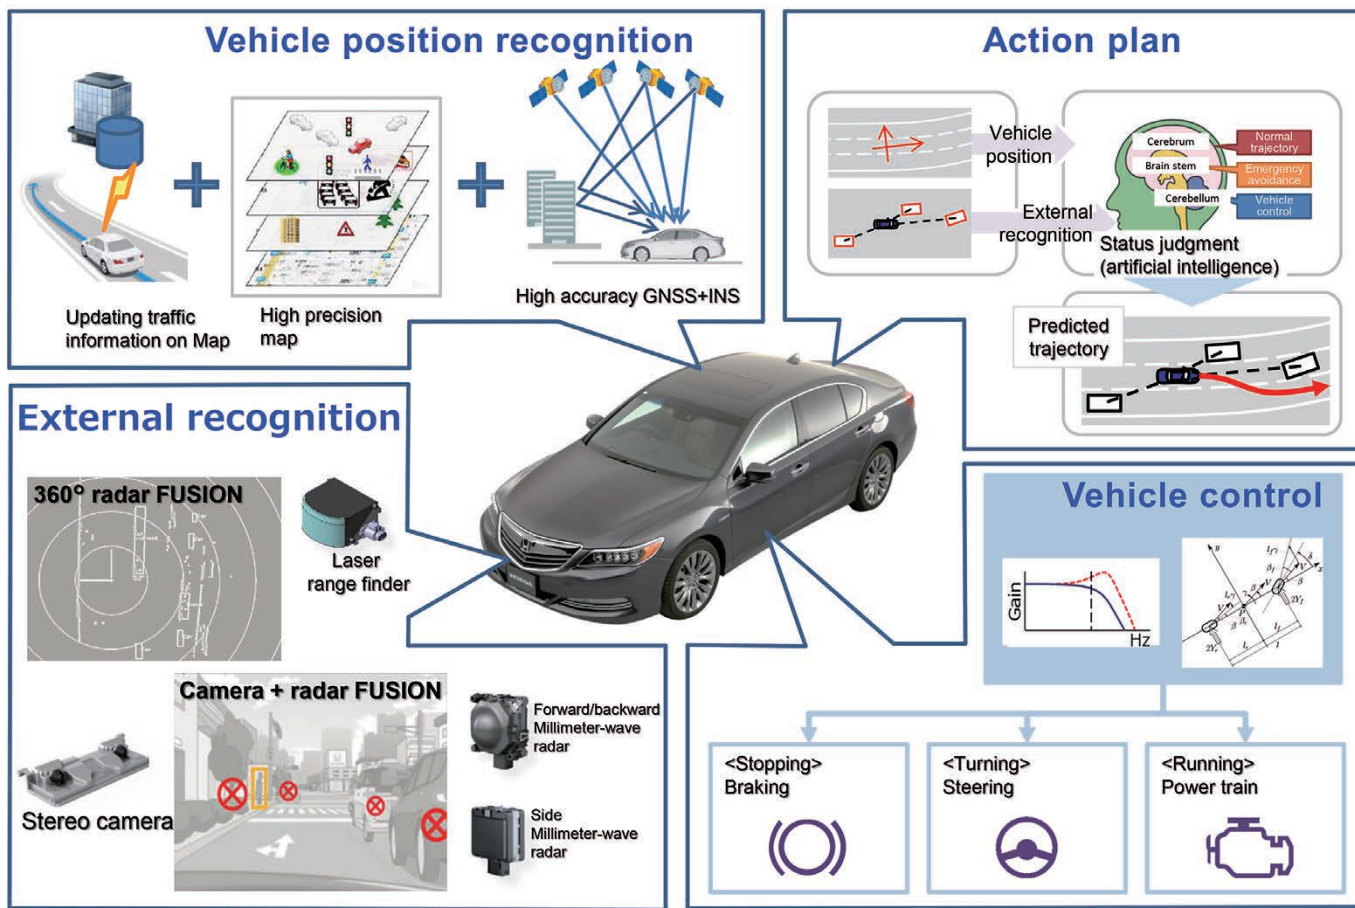 Vehicle position recognition
Updating traffic
information on Map
High precision
map
High accuracy GNSS+INS
Action plan
Vehicle
position
External
recognition
Cerebrum
Brain stem
Cerebellum
Normal
trajectory
Emergency
avoidance
Vehicle
control
Status judgment
(artificial intelligence)
Predicted
trajectory
External recognition
360° radar FUSION
Laser
range finder
Camera + radar FUSION
Stereo camera
Forward/backward
Millimeter-wave
radar
Side
Millimeter-wave
radar
Vehicle control
Gain
Hz
<Stopping>
Braking
<Turning>
Steering
<Running>
Power train